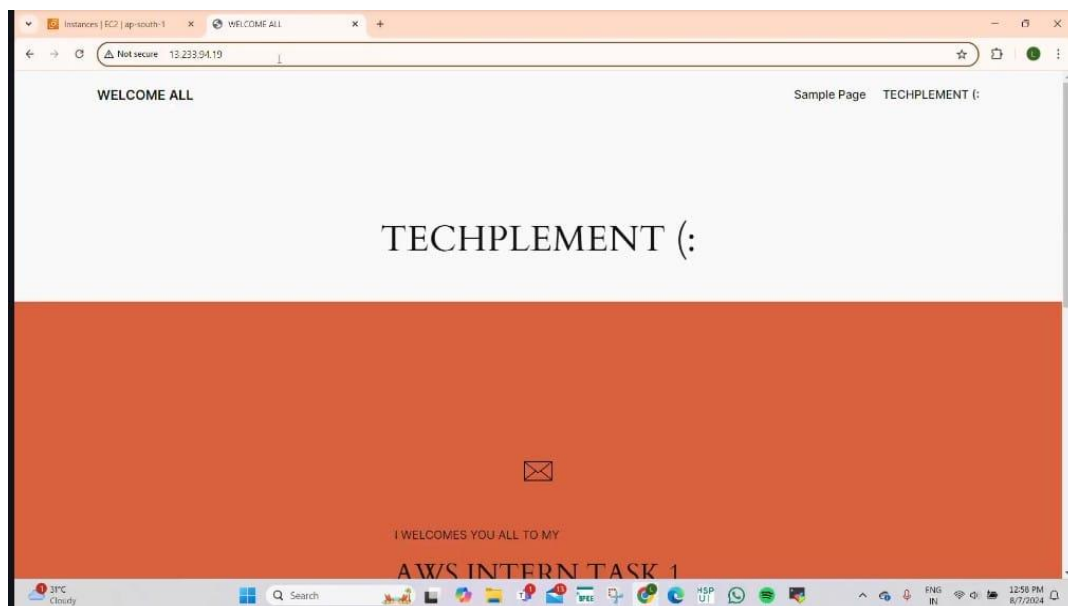 Instances | EC2 | ap-south-1
WELCOME ALL
Not secure 13.233.94.19
WELCOME ALL
Sample Page TECHPLEMENT (:
TECHPLEMENT (:
I WELCOMES YOU ALL TO MY
AWS INTERN TASK 1
31°C
Cloudy
Search
ENG
IN
12:58 PM
8/7/2024